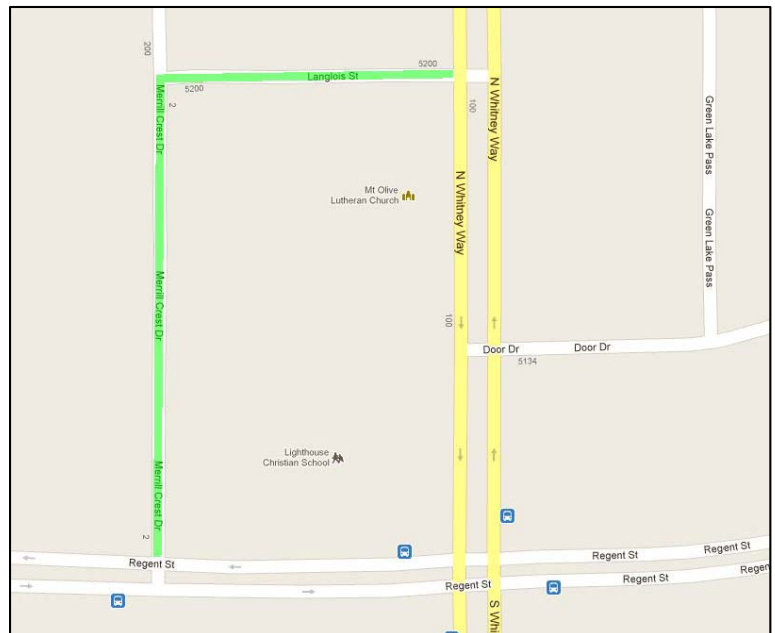 200
5200
Langlois St
5200
Merrill Crest Dr
2
100
N Whitney Way
Green Lake Pass
Mt Olive
Lutheran Church
N Whitney Way
Green Lake Pass
Merrill Crest Dr
100
Door Dr
Door Dr
5134
Lighthouse
Christian School
Merrill Crest Dr
2
Regent St
Regent St
Regent St
Regent St
Regent St
Regen
S Whi